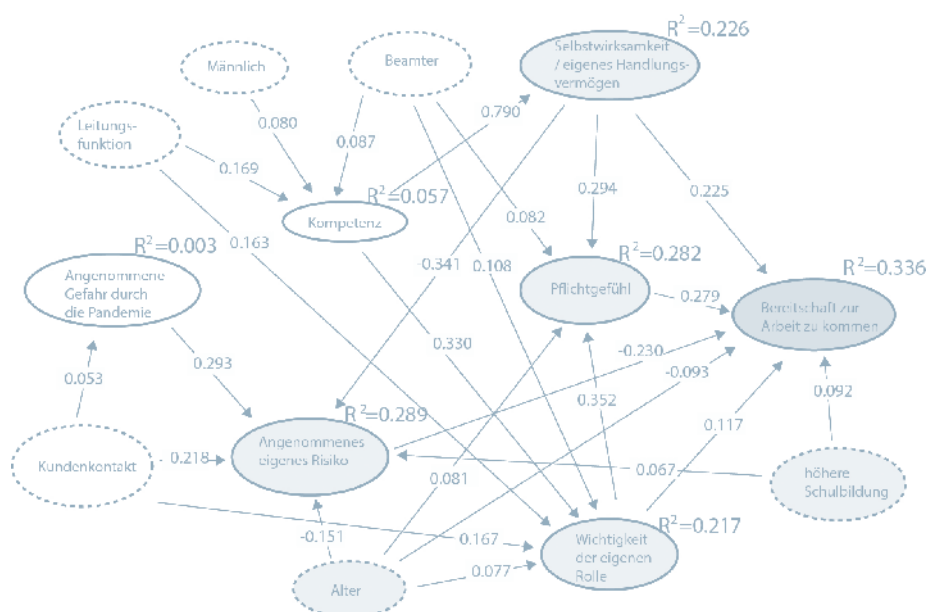 R²=0.226
Selbstwirksamkeit
/ eigenes Handlungs-
vermögen
Beamter
Männlich
Leitungs-
funktion
0.080
0.087
0.790
0.169
0.294
0.225
R²=0.057
Kompetenz
0.082
R²=0.003
0.163
-0.341
0.108
R²=0.282
R²=0.336
Angenommene
Gefahr durch
die Pandemie
Pflichtgefühl
0.279
Bereitschaft zur
Arbeit zu kommen
0.293
0.330
-0.230
-0.093
0.053
0.092
0.352
R²=0.289
0.117
Angenommenes
eigenes Risiko
Kundenkontakt
0.218
0.067
0.081
höhere
Schulbildung
R²=0.217
-0.151
0.167
Wichtigkeit
der eigenen
Rolle
0.077
Alter